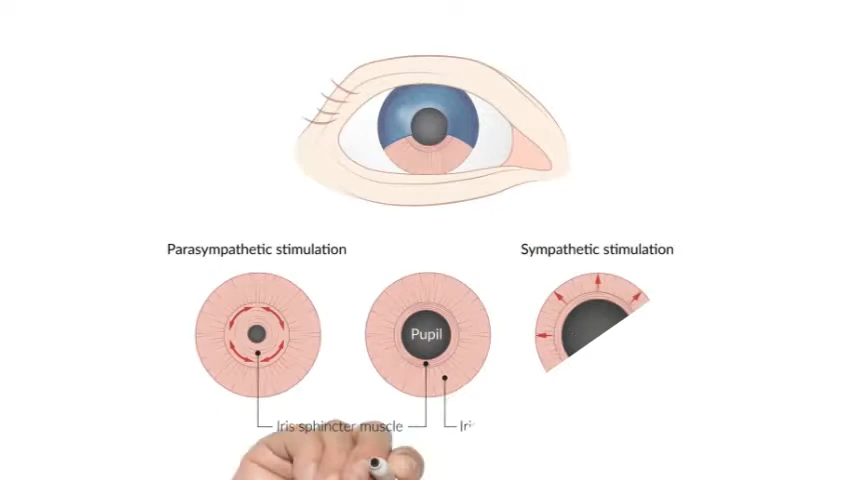 Parasympathetic stimulation
Sympathetic stimulation
Pupil
Iris sphincter muscle